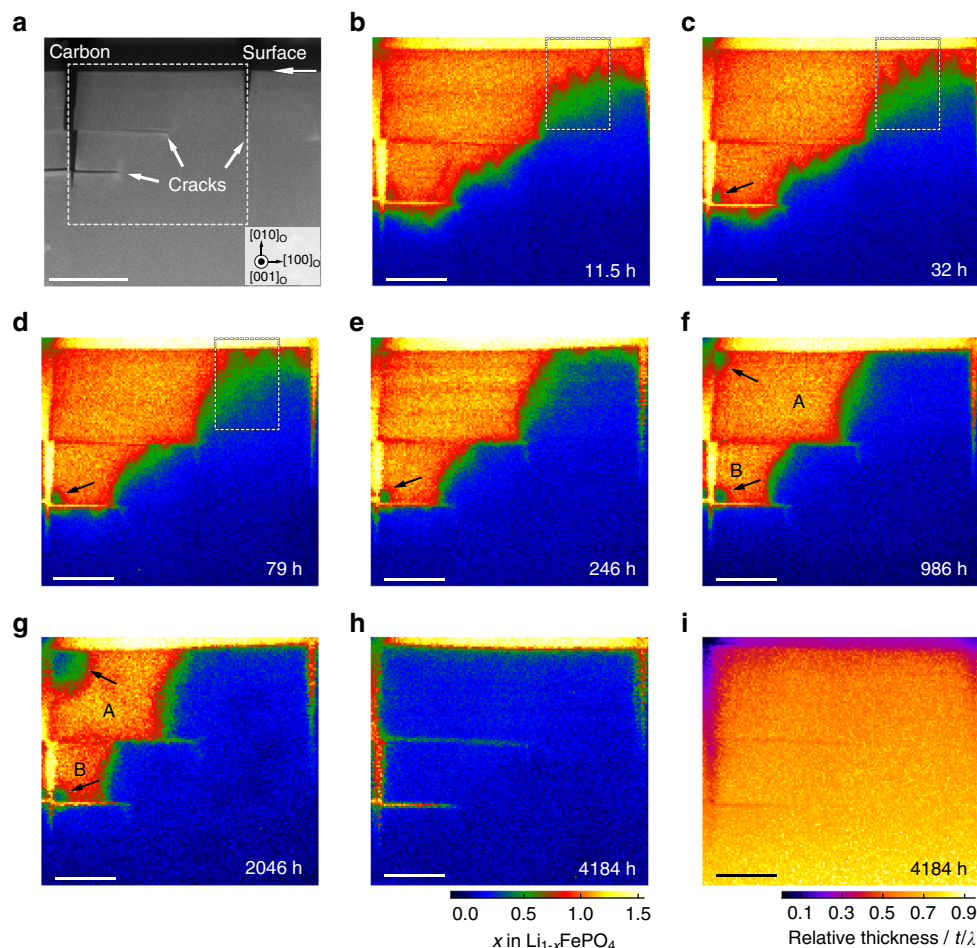 a
b
c
Carbon
Surface
Cracks
[010]O
[100]O
[001]O
11.5 h
32 h
d
e
f
A
B
79 h
246 h
986 h
g
h
i
A
B
2046 h
4184 h
4184 h
0.0 0.5 1.0 1.5
0.1 0.3 0.5 0.7 0.9
x in Li1-xFePO4
Relative thickness / t/λ